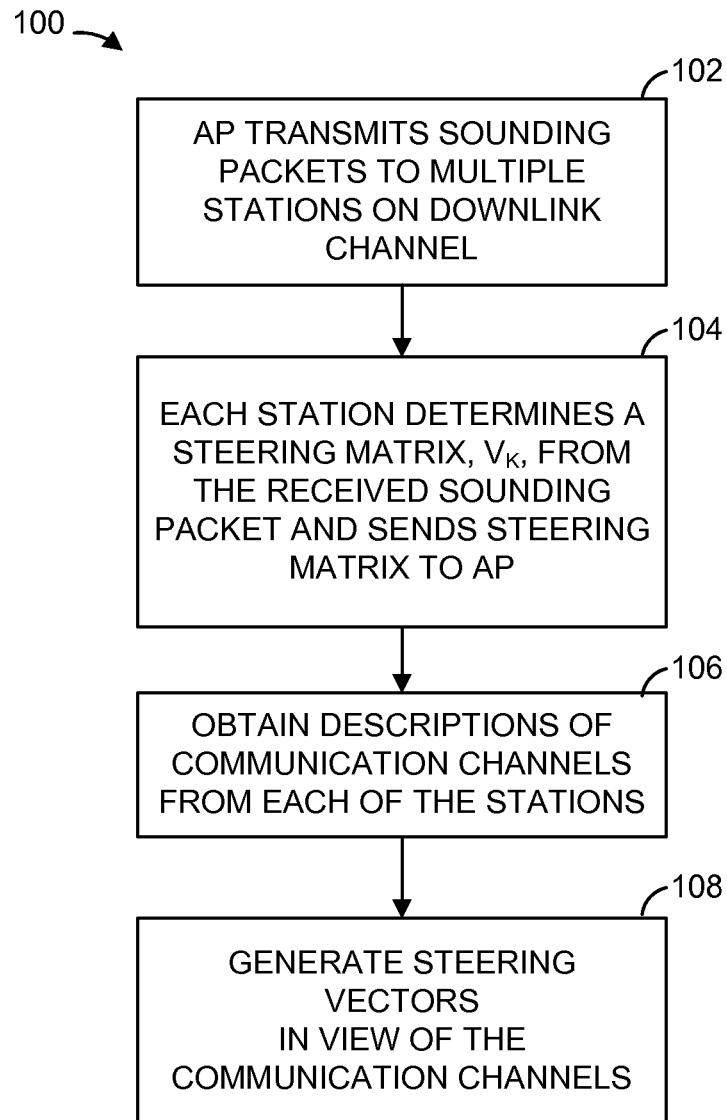 100
102
AP TRANSMITS SOUNDING
PACKETS TO MULTIPLE
STATIONS ON DOWNLINK
CHANNEL
104
EACH STATION DETERMINES A
STEERING MATRIX, VK, FROM
THE RECEIVED SOUNDING
PACKET AND SENDS STEERING
MATRIX TO AP
106
OBTAIN DESCRIPTIONS OF
COMMUNICATION CHANNELS
FROM EACH OF THE STATIONS
108
GENERATE STEERING
VECTORS
IN VIEW OF THE
COMMUNICATION CHANNELS